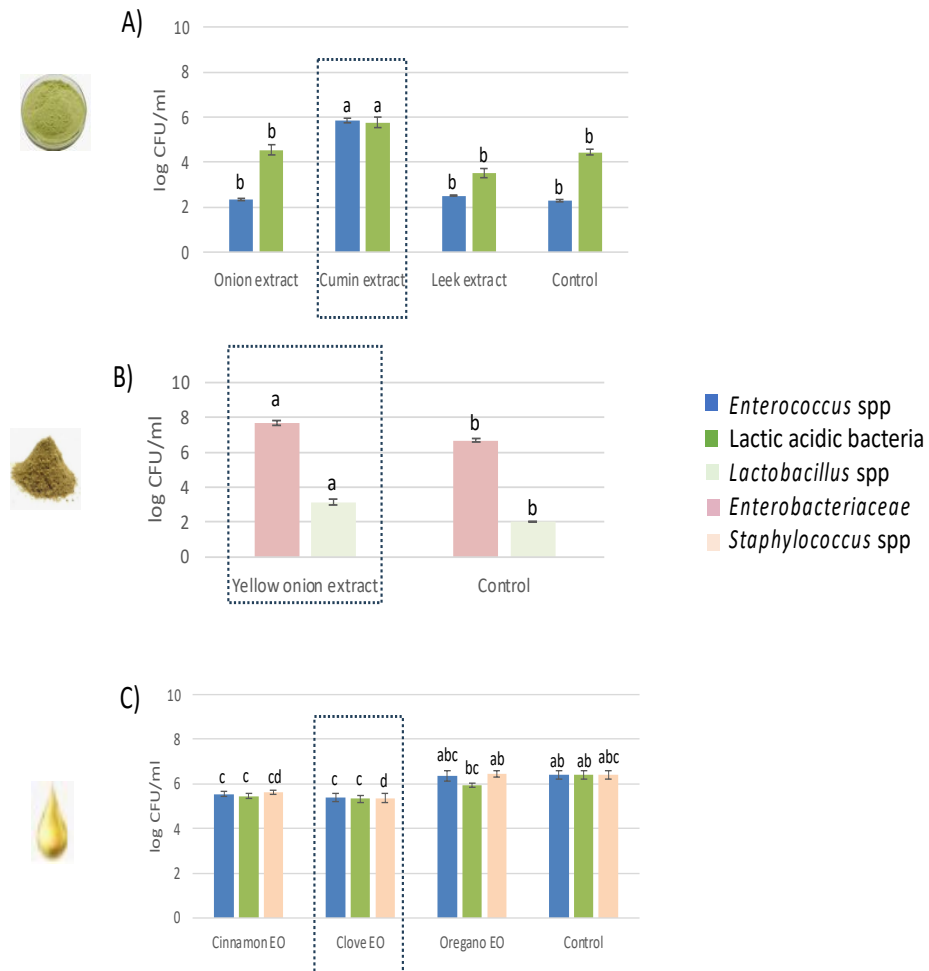 A)
10
8
6
4
2
0
log CFU/ml
b
b
a
a
b
b
b
b
Onion extract
Cumin extract
Leek extract
Control
B)
10
8
6
4
2
0
log CFU/ml
a
a
b
b
Yellow onion extract
Control
Enterococcus spp
Lactic acidic bacteria
Lactobacillus spp
Enterobacteriaceae
Staphylococcus spp
C)
10
8
6
4
2
0
log CFU/ml
c
c
cd
c
c
d
abc
bc
ab
ab
ab
abc
Cinnamon EO
Clove EO
Oregano EO
Control